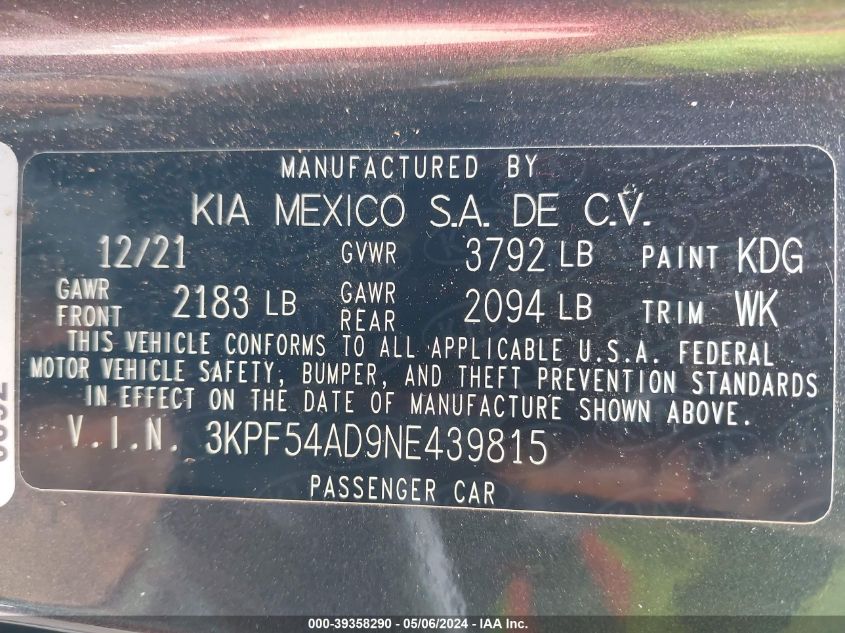 MANUFACTURED BY
KIA MEXICO S.A. DE C.V.
12/21 GVWR 3792 LB PAINT KDG
GAWR FRONT 2183 LB GAWR REAR 2094 LB TRIM WK
THIS VEHICLE CONFORMS TO ALL APPLICABLE U.S.A. FEDERAL
MOTOR VEHICLE SAFETY, BUMPER, AND THEFT PREVENTION STANDARDS
IN EFFECT ON THE DATE OF MANUFACTURE SHOWN ABOVE.
V.I.N. 3KPF54AD9NE439815
PASSENGER CAR
000-39358290 - 05/06/2024 - IAA Inc.